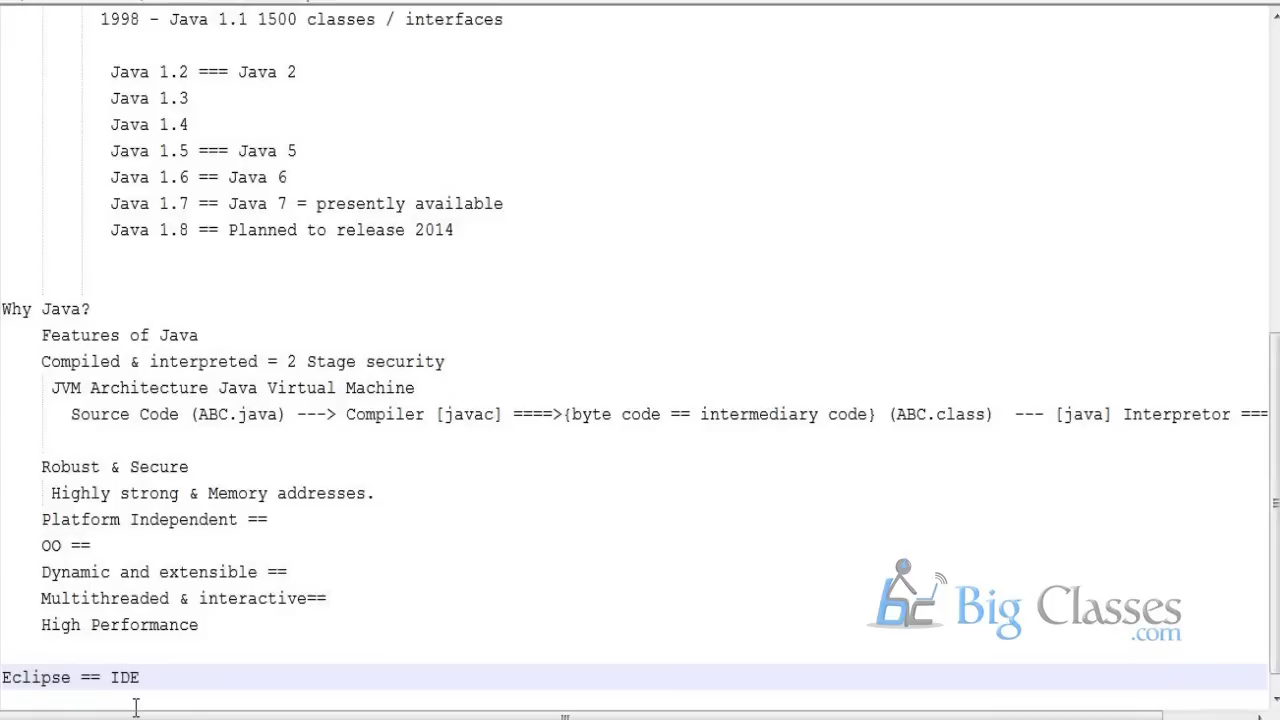 1998 - Java 1.1 1500 classes / interfaces
Java 1.2 === Java 2
Java 1.3
Java 1.4
Java 1.5 === Java 5
Java 1.6 == Java 6
Java 1.7 == Java 7 = presently available
Java 1.8 == Planned to release 2014
Why Java?
Features of Java
Compiled & interpreted = 2 Stage security
JVM Architecture Java Virtual Machine
Source Code (ABC.java) ---> Compiler [javac] ====>{byte code == intermediary code} (ABC.class)  --- [java] Interpretor ===
Robust & Secure
Highly strong & Memory addresses.
Platform Independent ==
OO ==
Dynamic and extensible ==
Multithreaded & interactive==
High Performance
bc Big Classes
.com
Eclipse == IDE